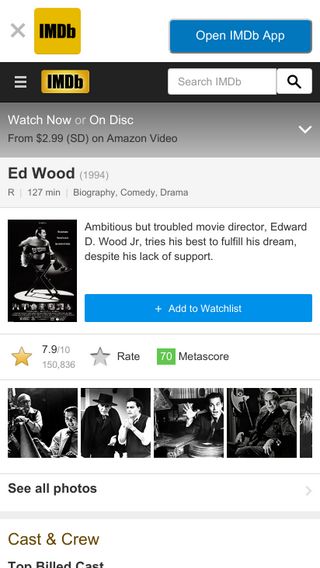 IMDb
Open IMDb App
IMDb
Search IMDb
Watch Now or On Disc
From $2.99 (SD) on Amazon Video
Ed Wood (1994)
R | 127 min | Biography, Comedy, Drama
Ambitious but troubled movie director, Edward
D. Wood Jr, tries his best to fulfill his dream,
despite his lack of support.
+ Add to Watchlist
7.9/10
150,836
Rate
70 Metascore
See all photos
Cast & Crew
Top Billed Cast